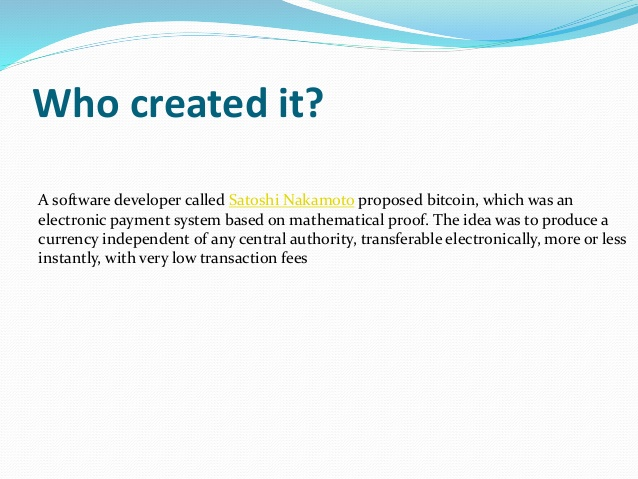 Who created it?
A software developer called Satoshi Nakamoto proposed bitcoin, which was an
electronic payment system based on mathematical proof. The idea was to produce a
currency independent of any central authority, transferable electronically, more or less
instantly, with very low transaction fees